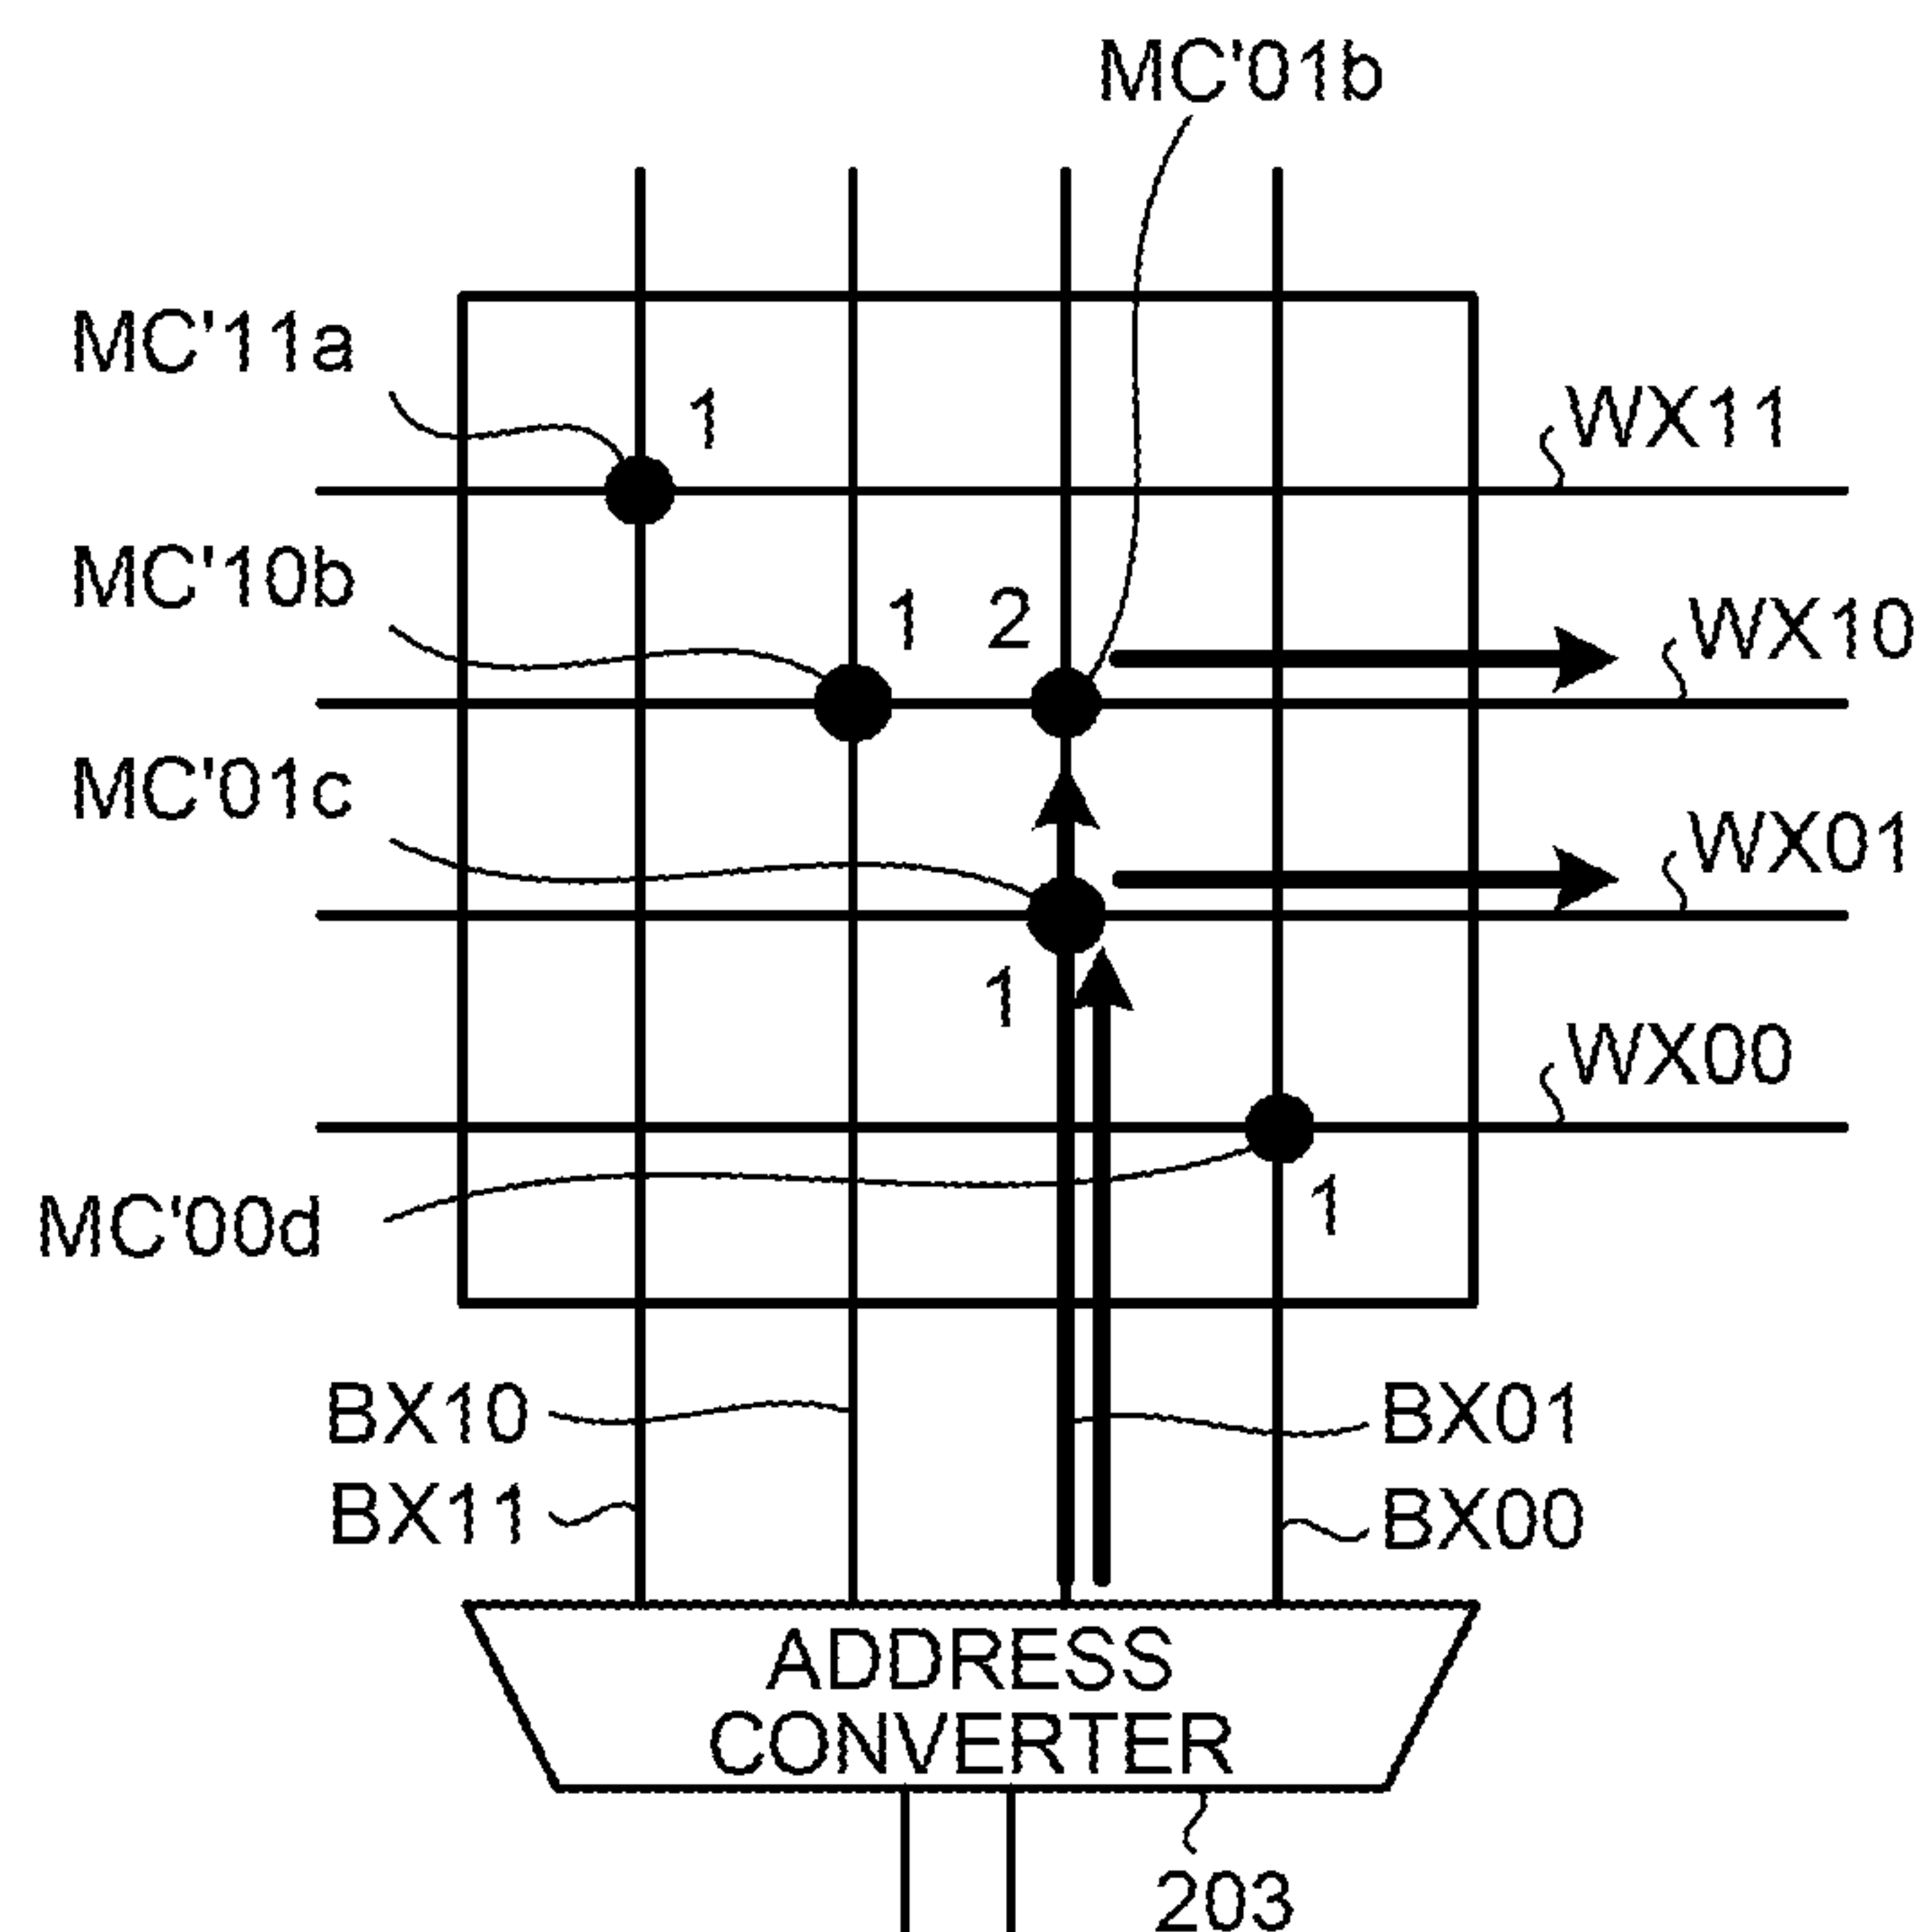 MC'01b
MC'11a
1
WX11
MC'10b
1 2
WX10
MC'01c
WX01
1
WX00
MC'00d
1
BX10
BX01
BX11
BX00
ADDRESS
CONVERTER
203